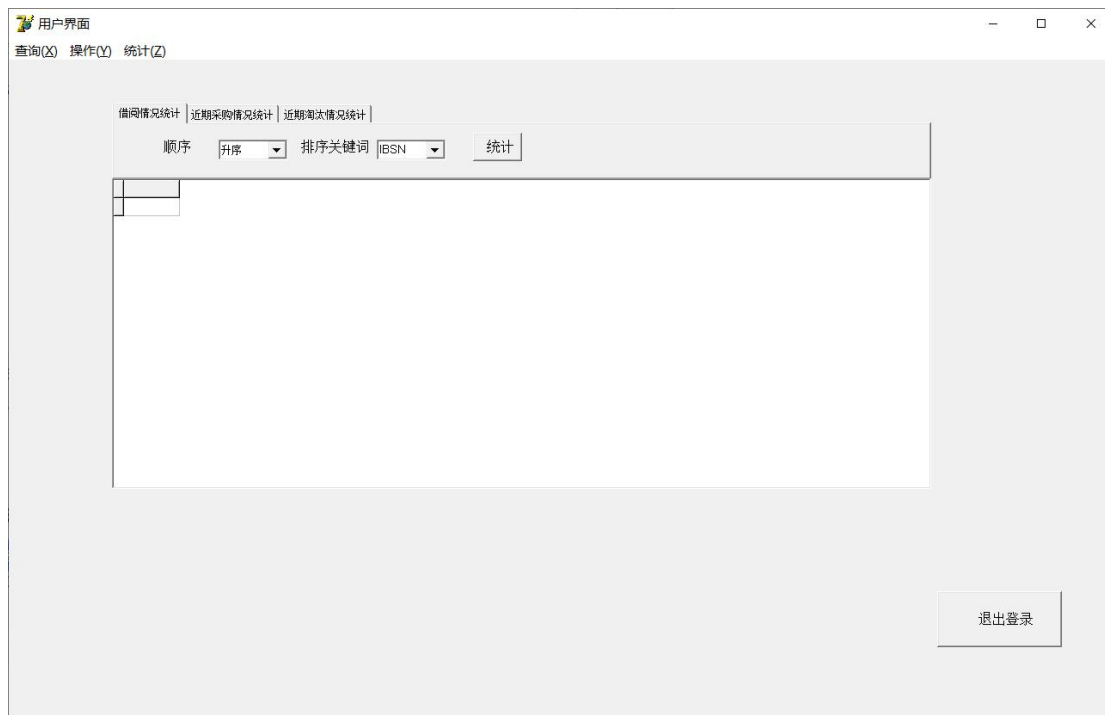 用户界面
查询(X) 操作(Y) 统计(Z)
借阅情况统计 近期采购情况统计 近期淘汰情况统计
顺序 升序 排序关键词 IBSN 统计
退出登录